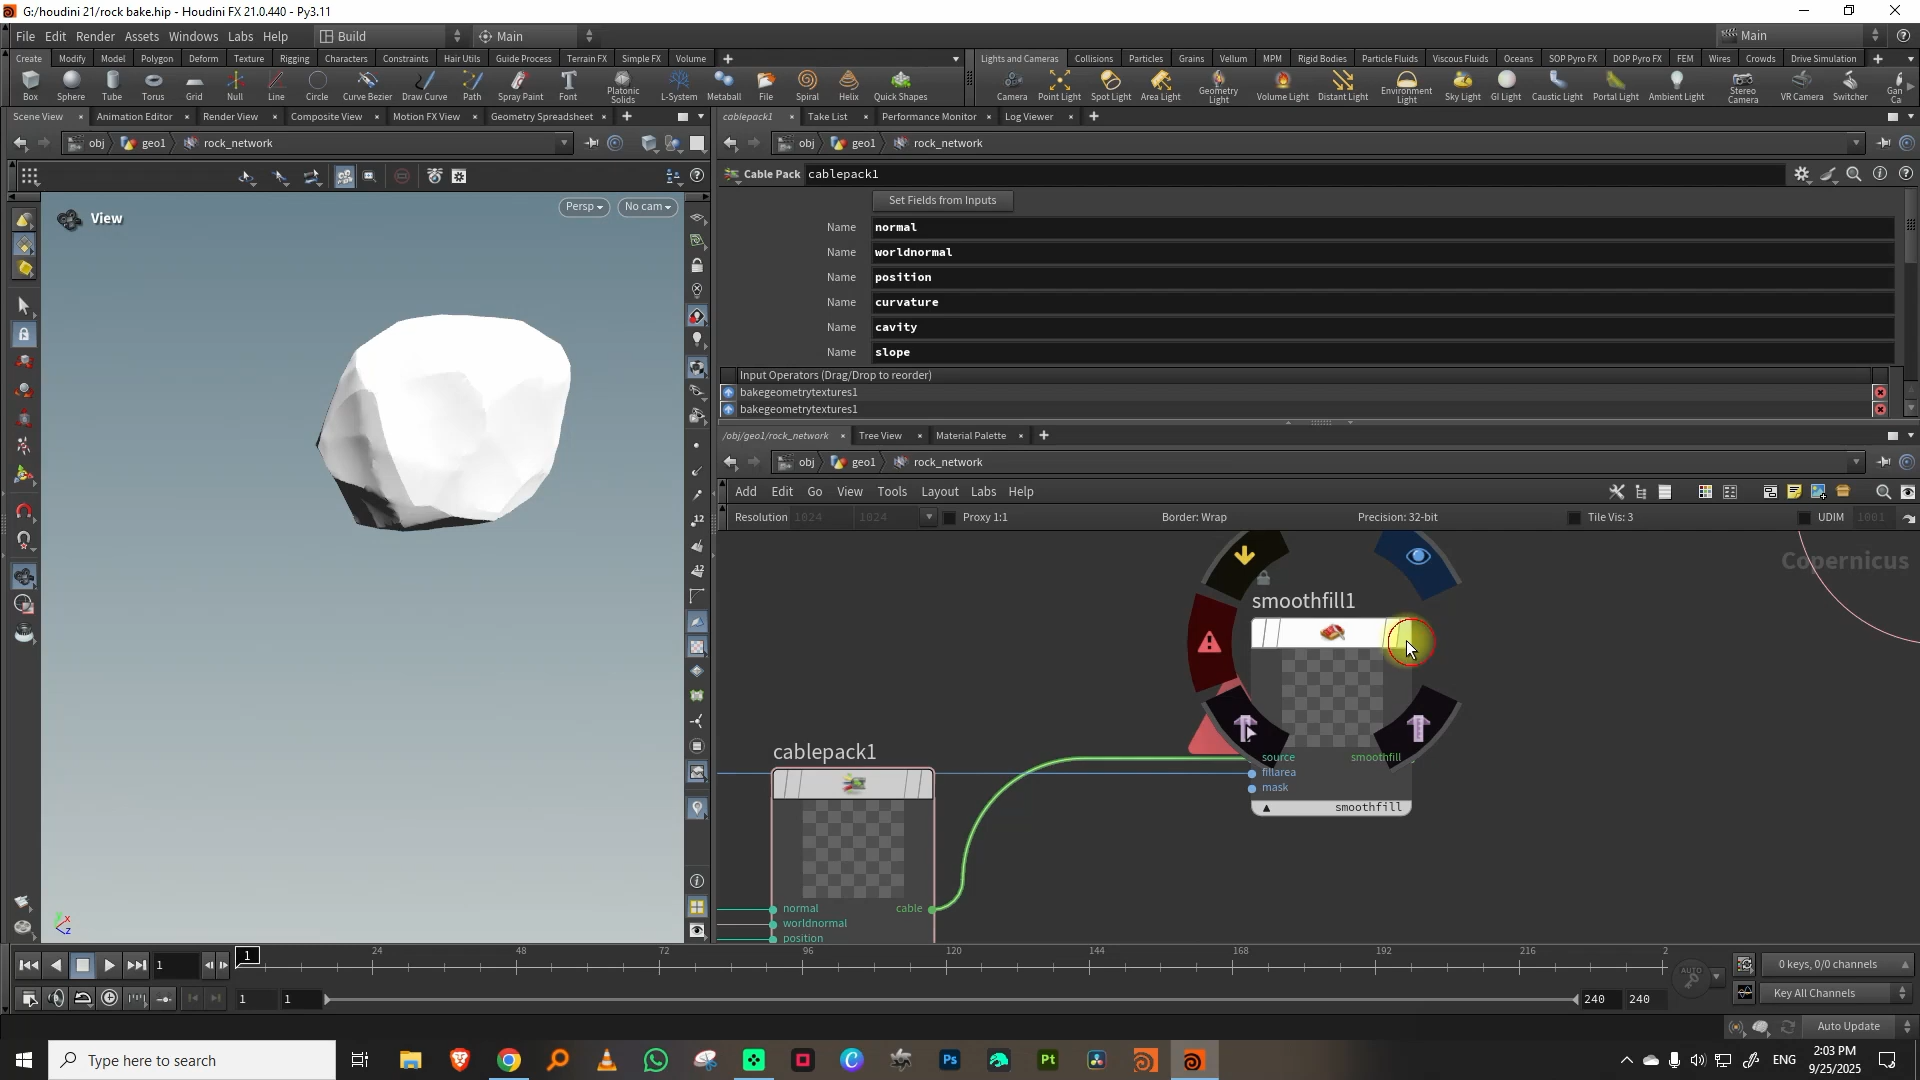 G:/houdini 21/rock bake.hip - Houdini FX 21.0.440 - Py3.11
File Edit Render Assets Windows Labs Help Build Main Main
Create Modify Model Polygon Deform Texture Rigging Characters Constraints Hair Utils Guide Process Terrain FX Simple FX Volume
Lights and Cameras Collisions Particles Grains Vellum MPM Rigid Bodies Particle Fluids Viscous Fluids Oceans SOP Pyro FX DOP Pyro FX FEM Wires Crowds Drive Simulation
Box Sphere Tube Torus Grid Null Line Circle Curve Bezier Draw Curve Path Spray Paint Font Platonic Solids L-System Metaball File Spiral Helix Quick Shapes
Camera Point Light Spot Light Area Light Geometry Light Volume Light Distant Light Environment Light Sky Light GI Light Caustic Light Portal Light Ambient Light Stereo Camera VR Camera Switcher
Scene View Animation Editor Render View Composite View Motion FX View Geometry Spreadsheet
cablepack1 Take List Performance Monitor Log Viewer
obj geo1 rock_network
obj geo1 rock_network
Cable Pack cablepack1
Set Fields from Inputs
View
Persp No cam
Name normal
Name worldnormal
Name position
Name curvature
Name cavity
Name slope
Input Operators (Drag/Drop to reorder)
bakegeometrytextures1
bakegeometrytextures1
/obj/geo1/rock_network Tree View Material Palette
obj geo1 rock_network
Add Edit Go View Tools Layout Labs Help
Resolution 1024 1024 Proxy 1:1 Border: Wrap Precision: 32-bit Tile Vis: 3 UDIM 1001
Copernicus
smoothfill1
source smoothfill
fillarea
mask
smoothfill
cablepack1
normal cable
worldnormal
position
1 1 24 48 72 96 120 144 168 192 216 2
0 keys, 0/0 channels
1 1 240 240 Key All Channels
Auto Update
Type here to search
ENG
2:03 PM
9/25/2025